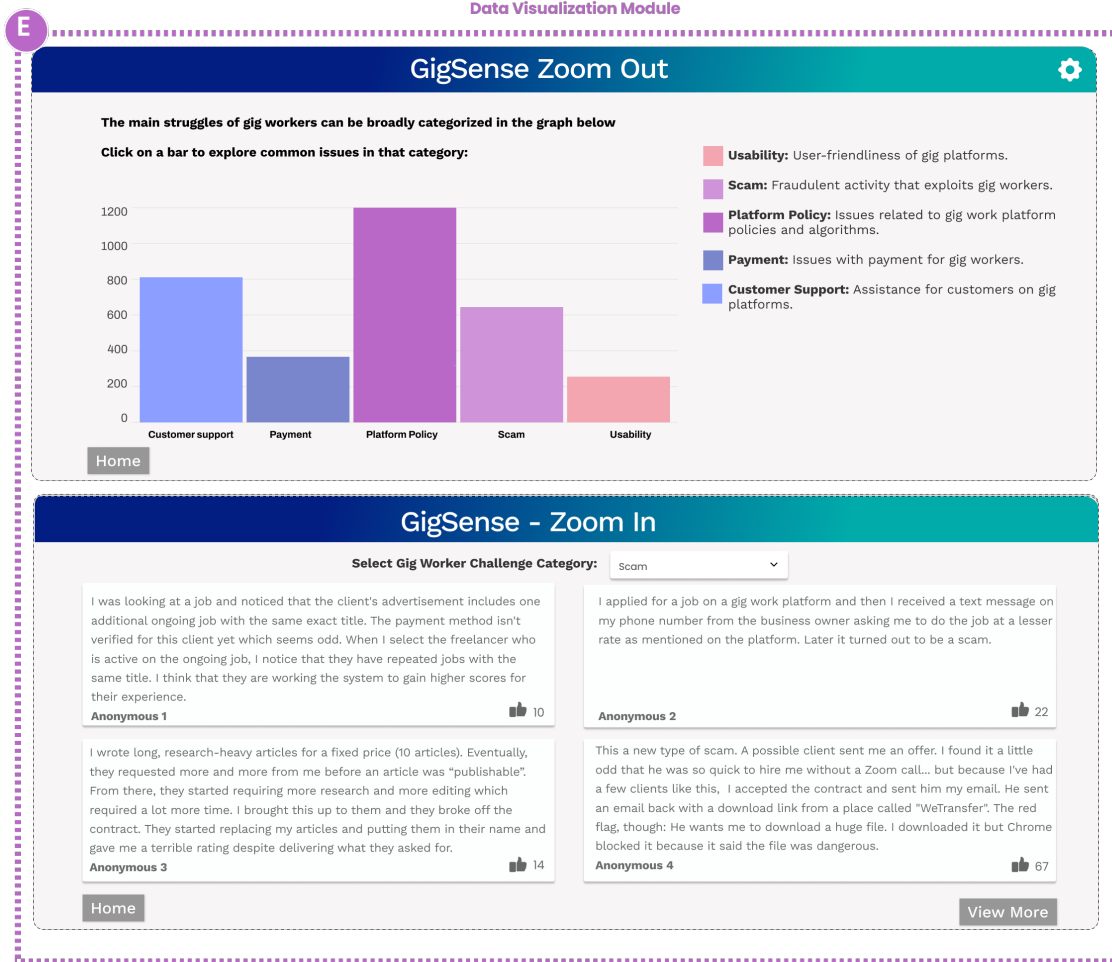 Data Visualization Module
E
GigSense Zoom Out
The main struggles of gig workers can be broadly categorized in the graph below
Click on a bar to explore common issues in that category:
1200
1000
800
600
400
200
0
Customer support
Payment
Platform Policy
Scam
Usability
Usability: User-friendliness of gig platforms.
Scam: Fraudulent activity that exploits gig workers.
Platform Policy: Issues related to gig work platform
policies and algorithms.
Payment: Issues with payment for gig workers.
Customer Support: Assistance for customers on gig
platforms.
Home
GigSense - Zoom In
Select Gig Worker Challenge Category:
Scam
I was looking at a job and noticed that the client's advertisement includes one
additional ongoing job with the same exact title. The payment method isn't
verified for this client yet which seems odd. When I select the freelancer who
is active on the ongoing job, I notice that they have repeated jobs with the
same title. I think that they are working the system to gain higher scores for
their experience.
Anonymous 1
10
I applied for a job on a gig work platform and then I received a text message on
my phone number from the business owner asking me to do the job at a lesser
rate as mentioned on the platform. Later it turned out to be a scam.
Anonymous 2
22
I wrote long, research-heavy articles for a fixed price (10 articles). Eventually,
they requested more and more from me before an article was “publishable”.
From there, they started requiring more research and more editing which
required a lot more time. I brought this up to them and they broke off the
contract. They started replacing my articles and putting them in their name and
gave me a terrible rating despite delivering what they asked for.
Anonymous 3
14
This a new type of scam. A possible client sent me an offer. I found it a little
odd that he was so quick to hire me without a Zoom call... but because I've had
a few clients like this, I accepted the contract and sent him my email. He sent
an email back with a download link from a place called "WeTransfer". The red
flag, though: He wants me to download a huge file. I downloaded it but Chrome
blocked it because it said the file was dangerous.
Anonymous 4
67
Home
View More